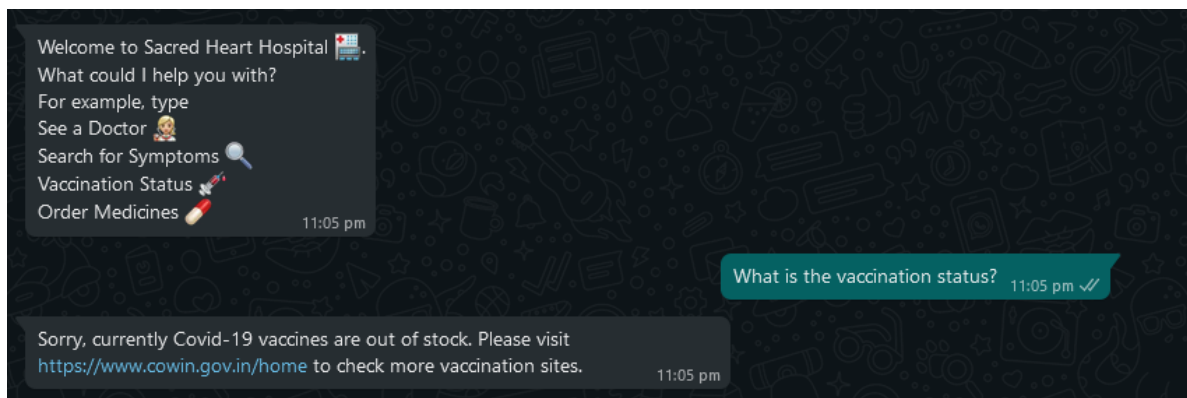 Welcome to Sacred Heart Hospital 🏥.
What could I help you with?
For example, type
See a Doctor 👩🏼‍⚕️
Search for Symptoms 🔍
Vaccination Status 💉
Order Medicines 💊
11:05 pm
What is the vaccination status? 11:05 pm
Sorry, currently Covid-19 vaccines are out of stock. Please visit
https://www.cowin.gov.in/home to check more vaccination sites.
11:05 pm